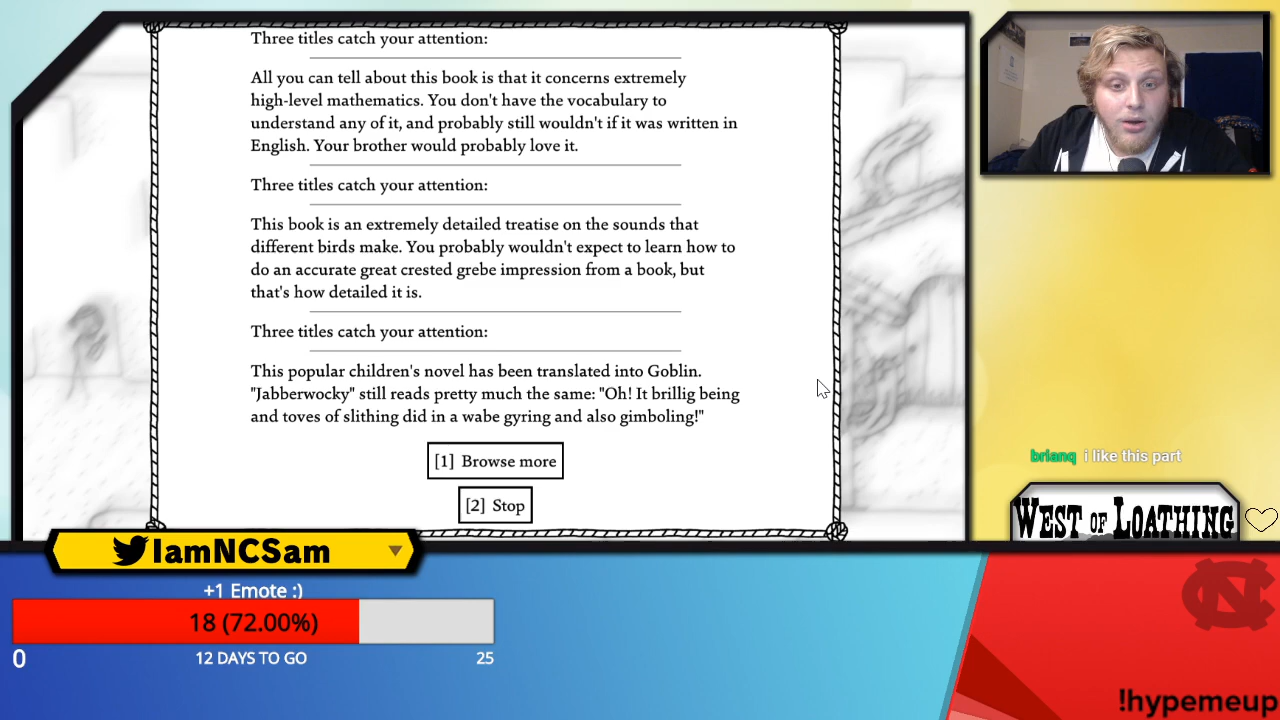 Three titles catch your attention:
All you can tell about this book is that it concerns extremely
high-level mathematics. You don't have the vocabulary to
understand any of it, and probably still wouldn't if it was written in
English. Your brother would probably love it.
Three titles catch your attention:
This book is an extremely detailed treatise on the sounds that
different birds make. You probably wouldn't expect to learn how to
do an accurate great crested grebe impression from a book, but
that's how detailed it is.
Three titles catch your attention:
This popular children's novel has been translated into Goblin.
"Jabberwocky" still reads pretty much the same: "Oh! It brillig being
and toves of slithing did in a wabe gyring and also gimboling!"
[1] Browse more
[2] Stop
brianq i like this part
WEST OF LOATHING
IamNCSam
+1 Emote :)
18 (72.00%)
0
12 DAYS TO GO
25
NC
!hypemeup